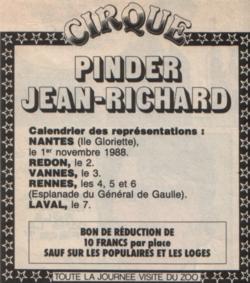 CIRQUE
PINDER
JEAN-RICHARD
Calendrier des représentations :
NANTES (Ile Gloriette),
le 1er novembre 1988.
REDON, le 2.
VANNES, le 3.
RENNES, les 4, 5 et 6
(Esplanade du Général de Gaulle).
LAVAL, le 7.
BON DE RÉDUCTION DE
10 FRANCS par place
SAUF SUR LES POPULAIRES ET LES LOGES
TOUTE LA JOURNEE VISITE DU ZOO